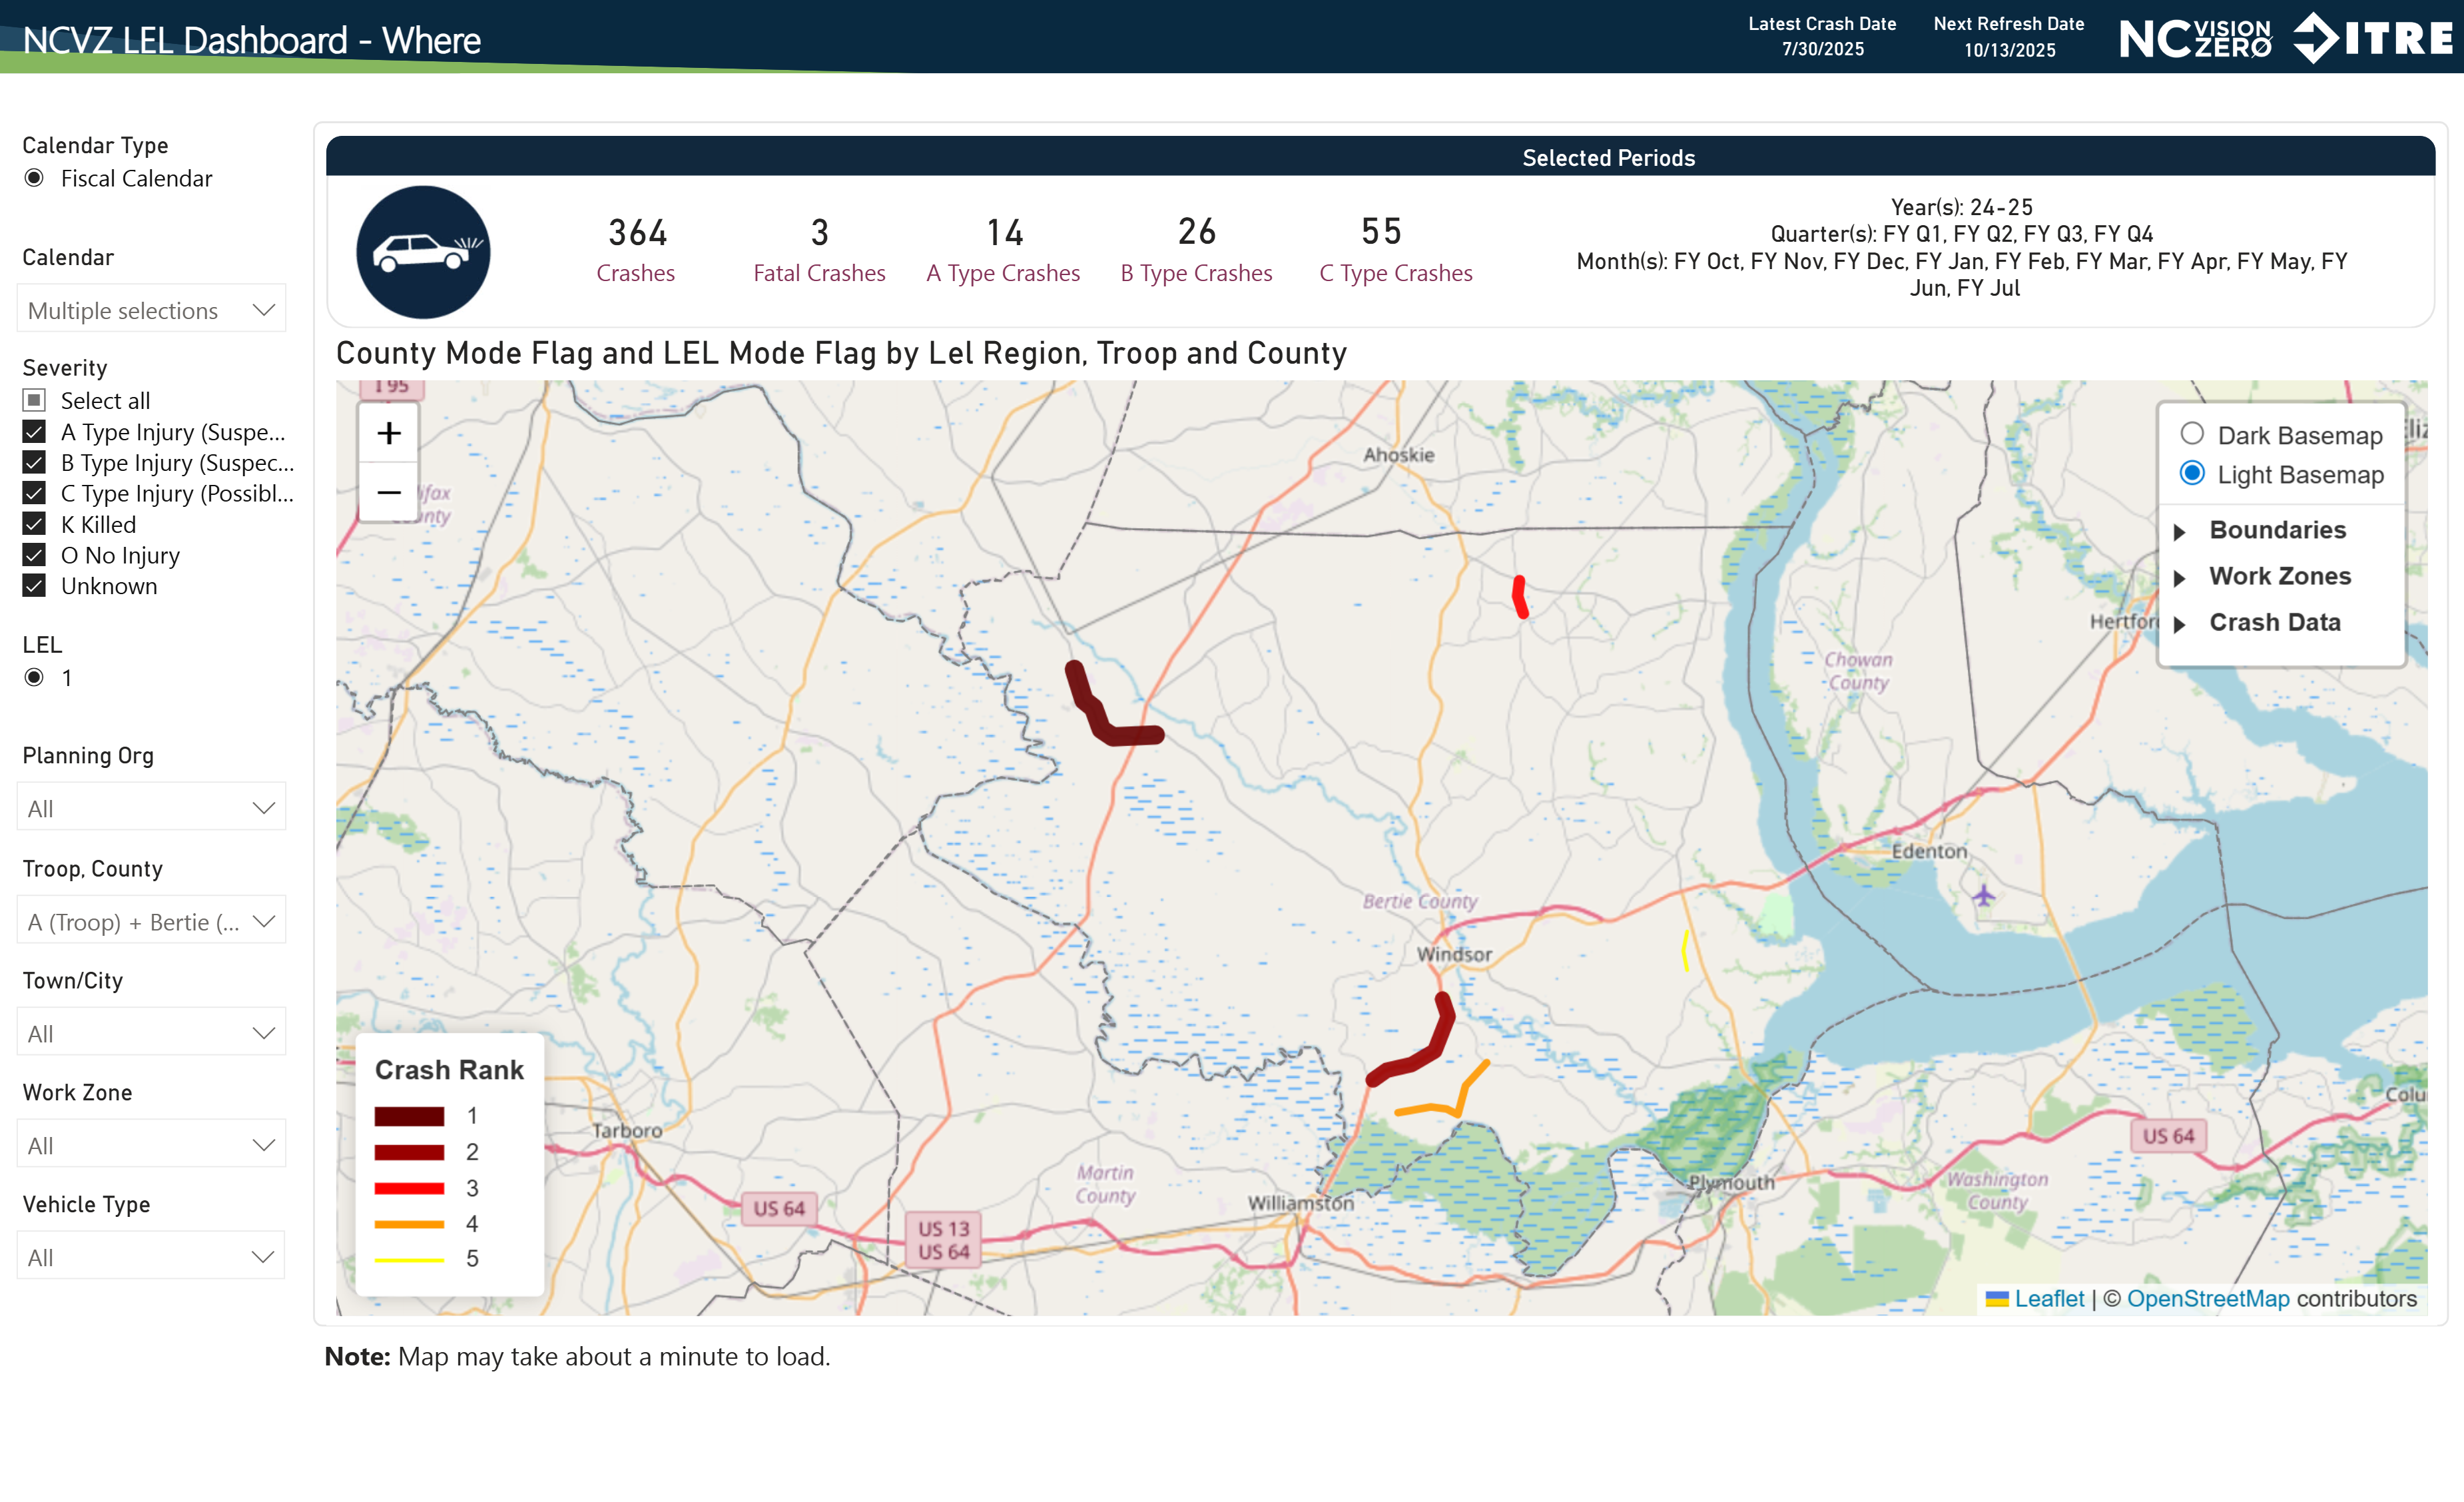 NCVZ LEL Dashboard - Where
Latest Crash Date
7/30/2025
Next Refresh Date
10/13/2025
NC VISION ZERO
ITRE
Calendar Type
Fiscal Calendar
Calendar
Multiple selections
Severity
Select all
A Type Injury (Suspe...
B Type Injury (Suspec...
C Type Injury (Possibl...
K Killed
O No Injury
Unknown
LEL
1
Planning Org
All
Troop, County
A (Troop) + Bertie (...
Town/City
All
Work Zone
All
Vehicle Type
All
Selected Periods
364
Crashes
3
Fatal Crashes
14
A Type Crashes
26
B Type Crashes
55
C Type Crashes
Year(s): 24-25
Quarter(s): FY Q1, FY Q2, FY Q3, FY Q4
Month(s): FY Oct, FY Nov, FY Dec, FY Jan, FY Feb, FY Mar, FY Apr, FY May, FY
Jun, FY Jul
County Mode Flag and LEL Mode Flag by Lel Region, Troop and County
I 95
+
−
ifax
unty
Ahoskie
Dark Basemap
Light Basemap
Boundaries
Work Zones
Crash Data
Eliz
Hertfor
Chowan
County
Edenton
Bertie County
Windsor
Crash Rank
1
2
3
4
5
Tarboro
US 64
US 13
US 64
Martin
County
Williamston
Plymouth
Washington
County
US 64
Colu
Leaflet | © OpenStreetMap contributors
Note: Map may take about a minute to load.